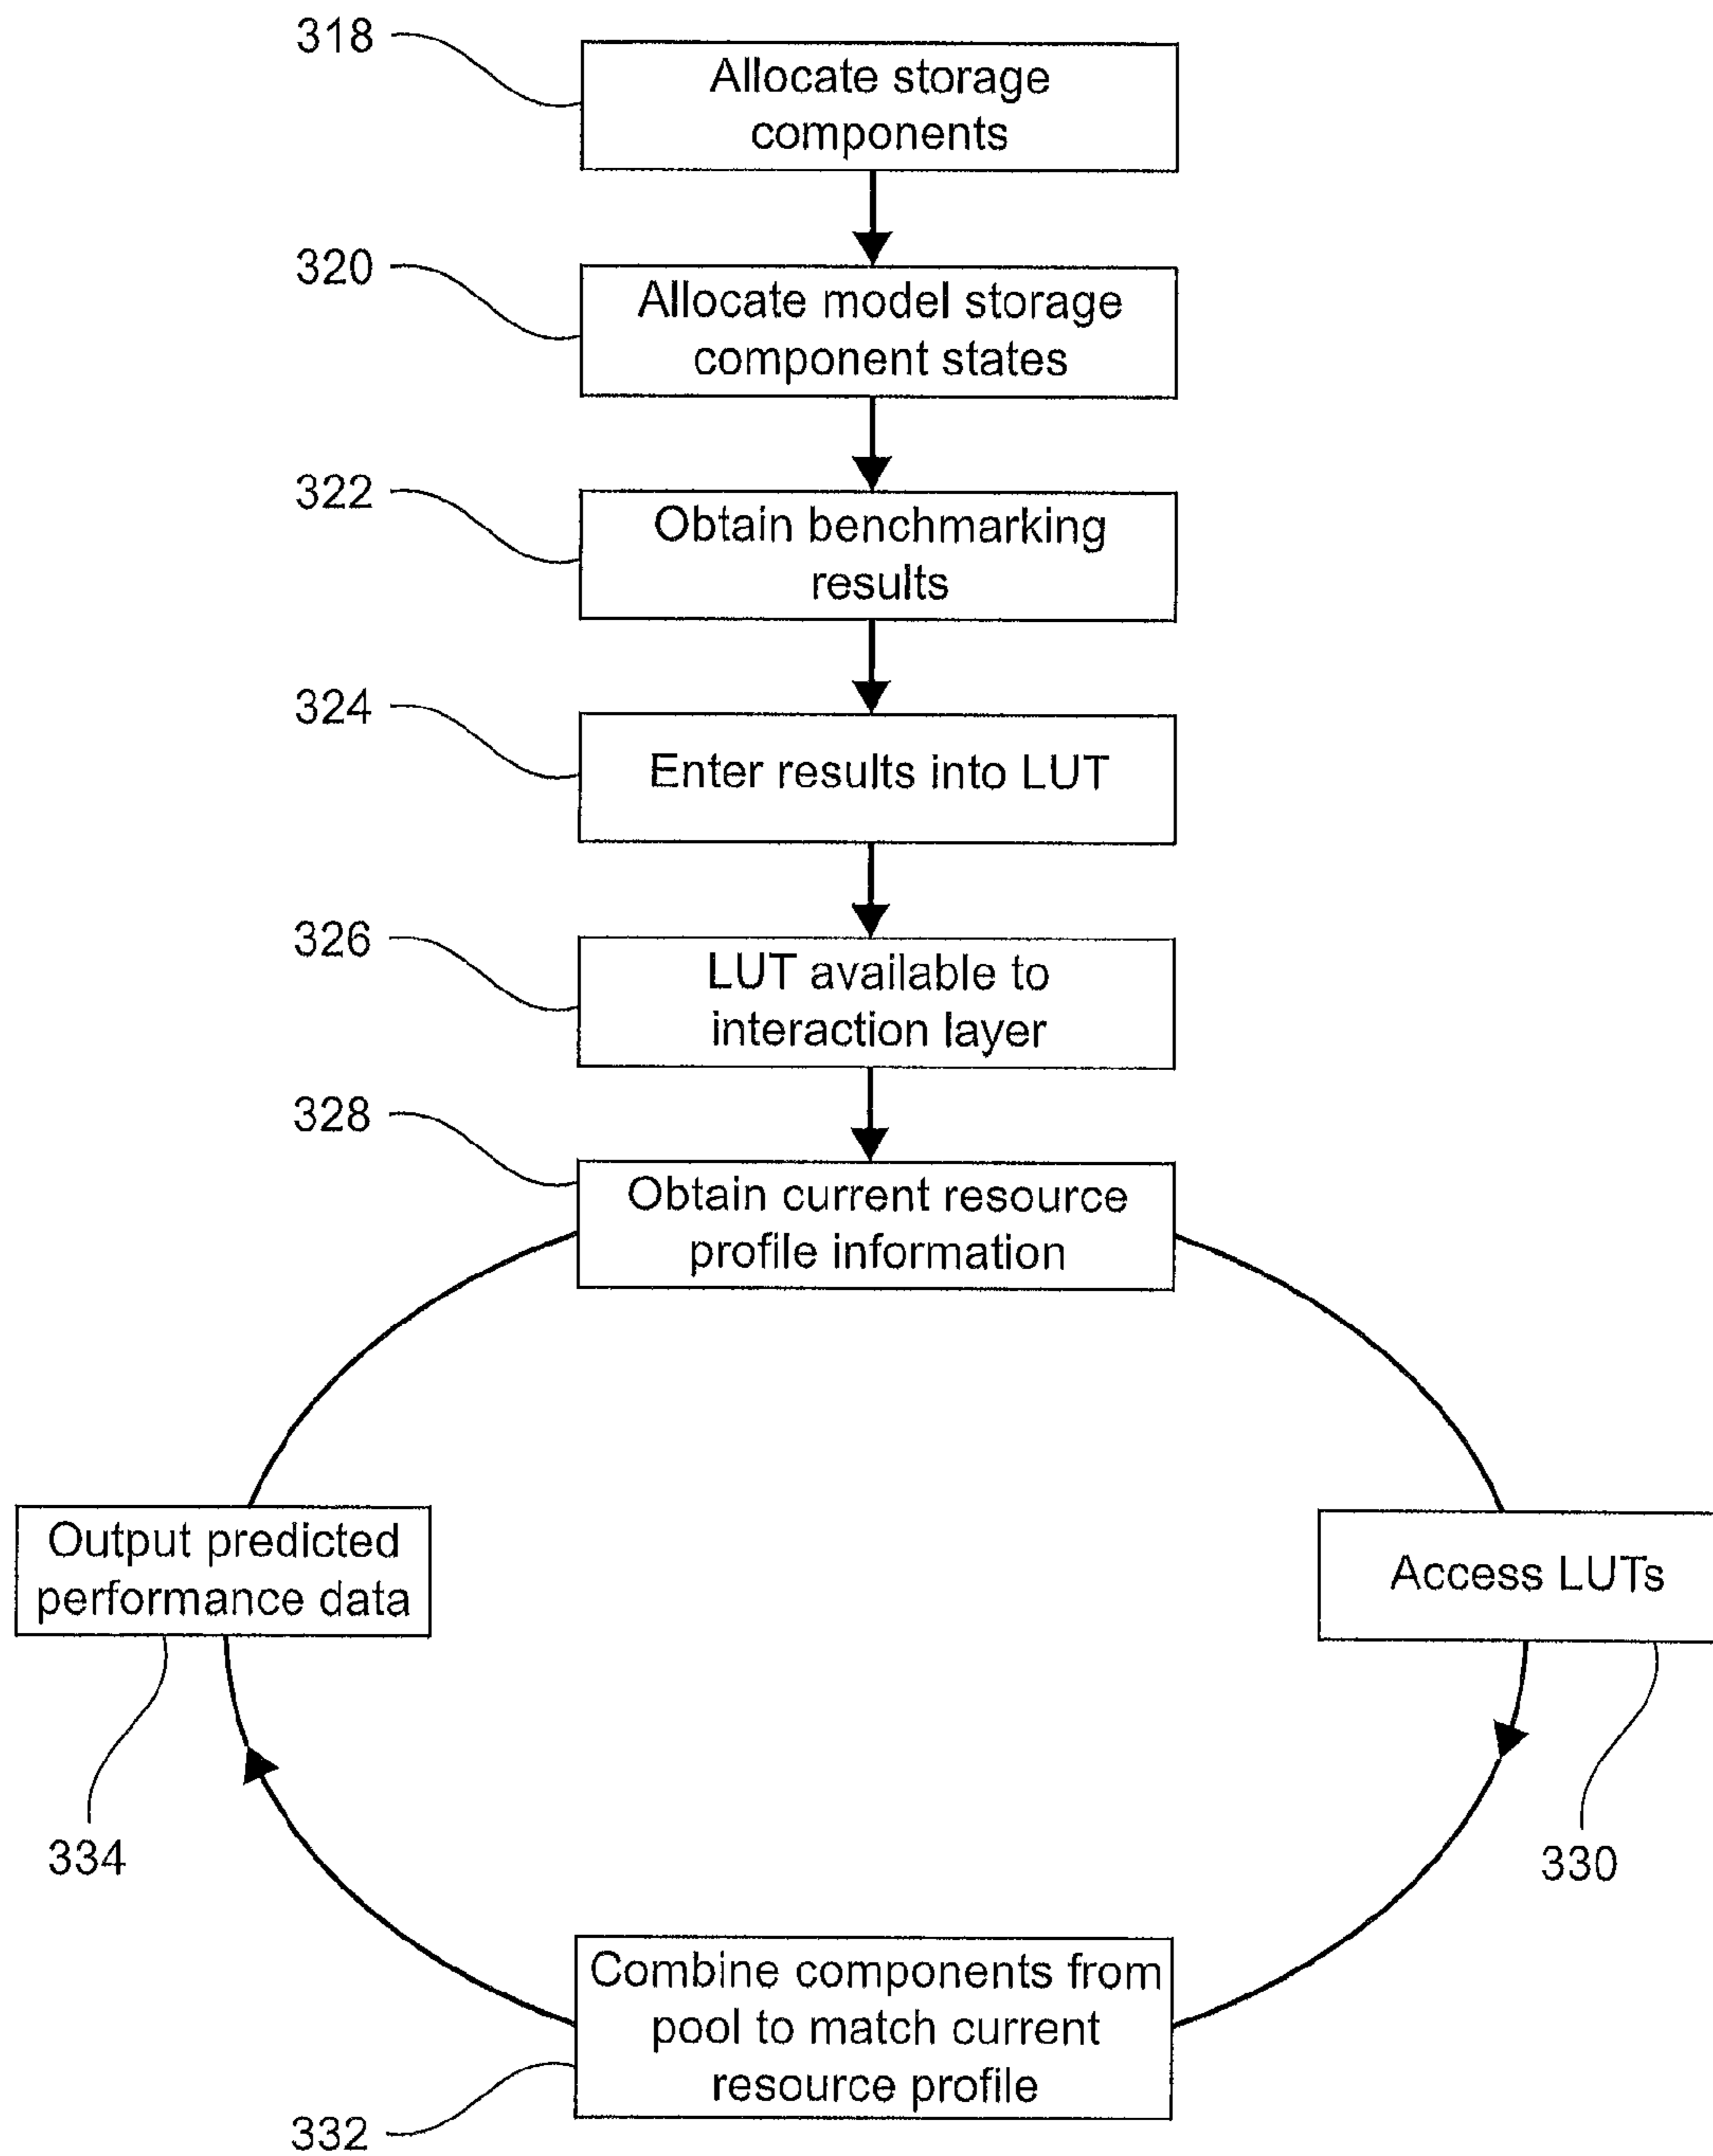 318
Allocate storage
components
320
Allocate model storage
component states
322
Obtain benchmarking
results
324
Enter results into LUT
326
LUT available to
interaction layer
328
Obtain current resource
profile information
Output predicted
performance data
334
Access LUTs
330
Combine components from
pool to match current
resource profile
332